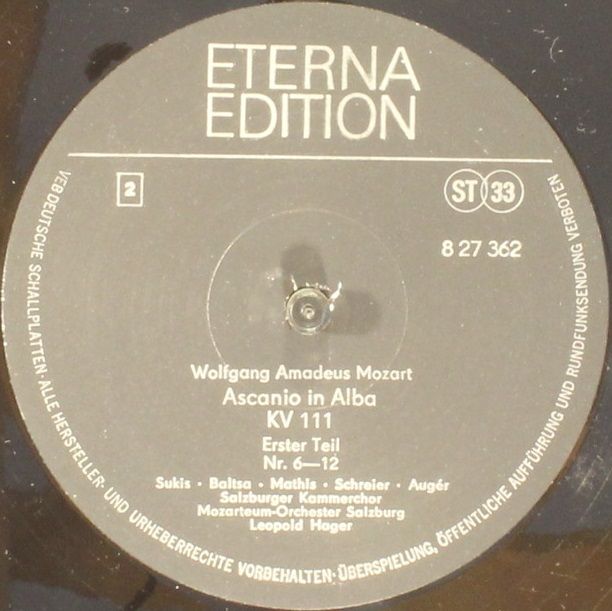 ETERNA
EDITION
2
ST 33
8 27 362
Wolfgang Amadeus Mozart
Ascanio in Alba
KV 111
Erster Teil
Nr. 6—12
Sukis · Baltsa · Mathis · Schreier · Augér
Salzburger Kammerchor
Mozarteum-Orchester Salzburg
Leopold Hager
VEB DEUTSCHE SCHALLPLATTEN · ALLE HERSTELLER- UND URHEBERRECHTE VORBEHALTEN · ÜBERSPIELUNG, ÖFFENTLICHE AUFFÜHRUNG UND RUNDFUNKSENDUNG VERBOTEN